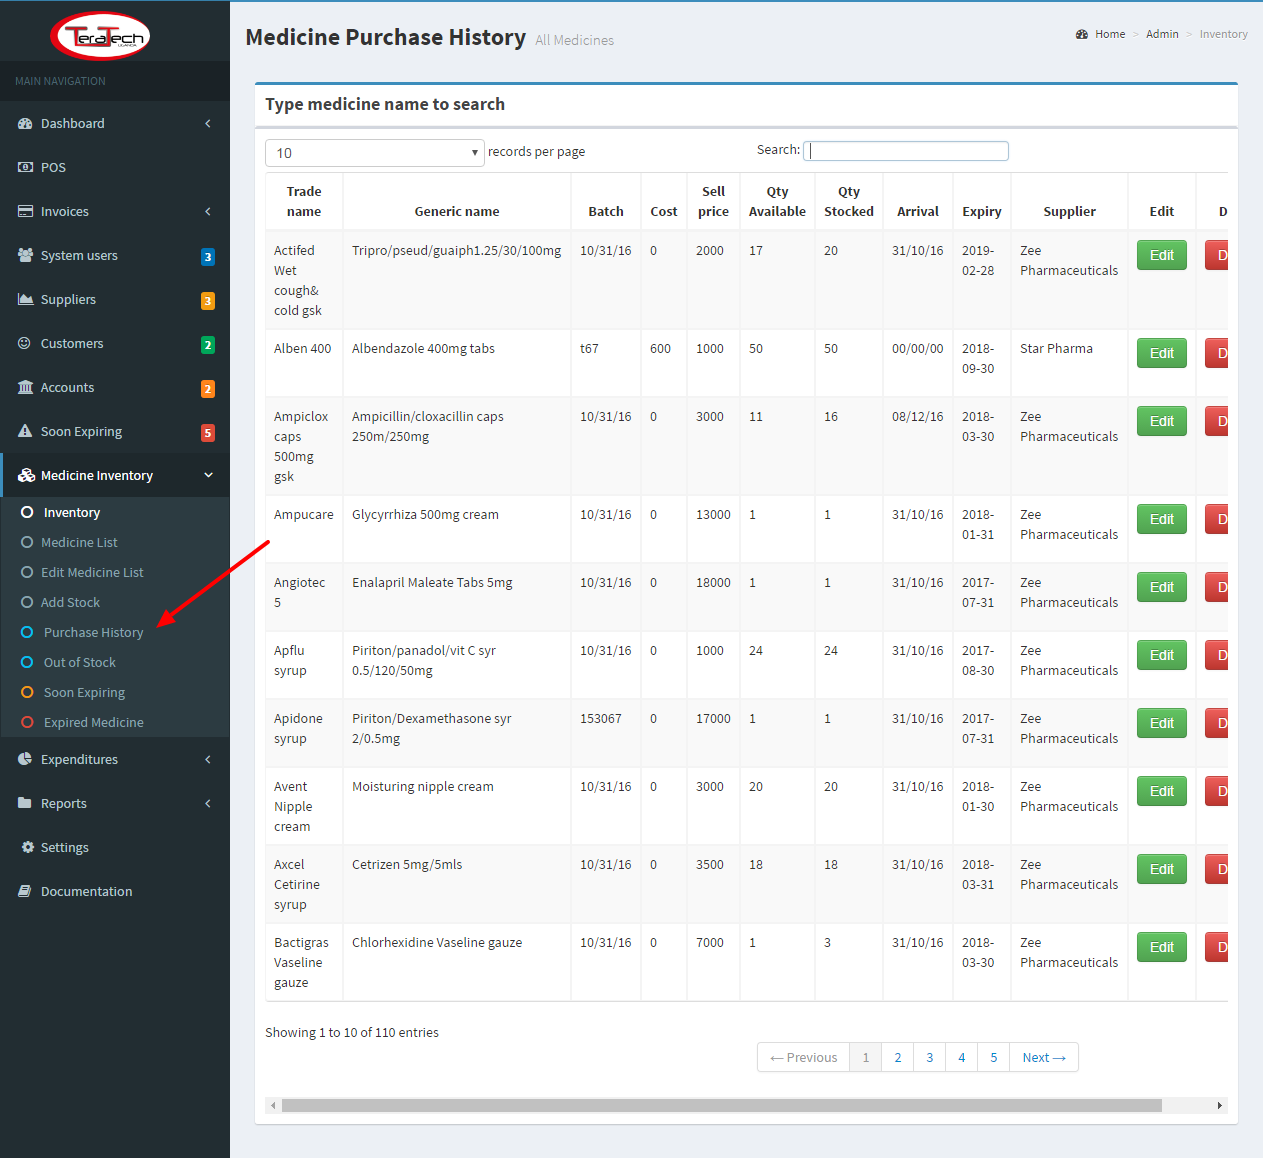 TeraTech
UGANDA
MAIN NAVIGATION
Dashboard
POS
Invoices
System users 3
Suppliers 3
Customers 2
Accounts 2
Soon Expiring 5
Medicine Inventory
Inventory
Medicine List
Edit Medicine List
Add Stock
Purchase History
Out of Stock
Soon Expiring
Expired Medicine
Expenditures
Reports
Settings
Documentation
Medicine Purchase History All Medicines
Home > Admin > Inventory
Type medicine name to search
10 records per page
Search:
Trade name Generic name Batch Cost Sell price Qty Available Qty Stocked Arrival Expiry Supplier Edit D
Actifed Wet cough& cold gsk Tripro/pseud/guaiph1.25/30/100mg 10/31/16 0 2000 17 20 31/10/16 2019-02-28 Zee Pharmaceuticals Edit D
Alben 400 Albendazole 400mg tabs t67 600 1000 50 50 00/00/00 2018-09-30 Star Pharma Edit D
Ampiclox caps 500mg gsk Ampicillin/cloxacillin caps 250m/250mg 10/31/16 0 3000 11 16 08/12/16 2018-03-30 Zee Pharmaceuticals Edit D
Ampucare Glycyrrhiza 500mg cream 10/31/16 0 13000 1 1 31/10/16 2018-01-31 Zee Pharmaceuticals Edit D
Angiotec 5 Enalapril Maleate Tabs 5mg 10/31/16 0 18000 1 1 31/10/16 2017-07-31 Zee Pharmaceuticals Edit D
Apflu syrup Piriton/panadol/vit C syr 0.5/120/50mg 10/31/16 0 1000 24 24 31/10/16 2017-08-30 Zee Pharmaceuticals Edit D
Apidone syrup Piriton/Dexamethasone syr 2/0.5mg 153067 0 17000 1 1 31/10/16 2017-07-31 Zee Pharmaceuticals Edit D
Avent Nipple cream Moisturing nipple cream 10/31/16 0 3000 20 20 31/10/16 2018-01-30 Zee Pharmaceuticals Edit D
Axcel Cetirine syrup Cetrizen 5mg/5mls 10/31/16 0 3500 18 18 31/10/16 2018-03-31 Zee Pharmaceuticals Edit D
Bactigras Vaseline gauze Chlorhexidine Vaseline gauze 10/31/16 0 7000 1 3 31/10/16 2018-03-30 Zee Pharmaceuticals Edit D
Showing 1 to 10 of 110 entries
← Previous 1 2 3 4 5 Next →